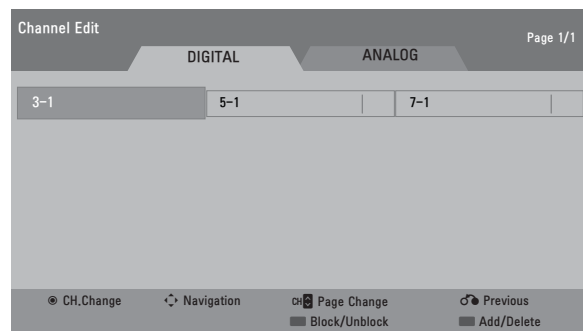 Channel Edit
Page 1/1
DIGITAL ANALOG
3-1 5-1 7-1
CH.Change Navigation CH Page Change Previous
Block/Unblock Add/Delete